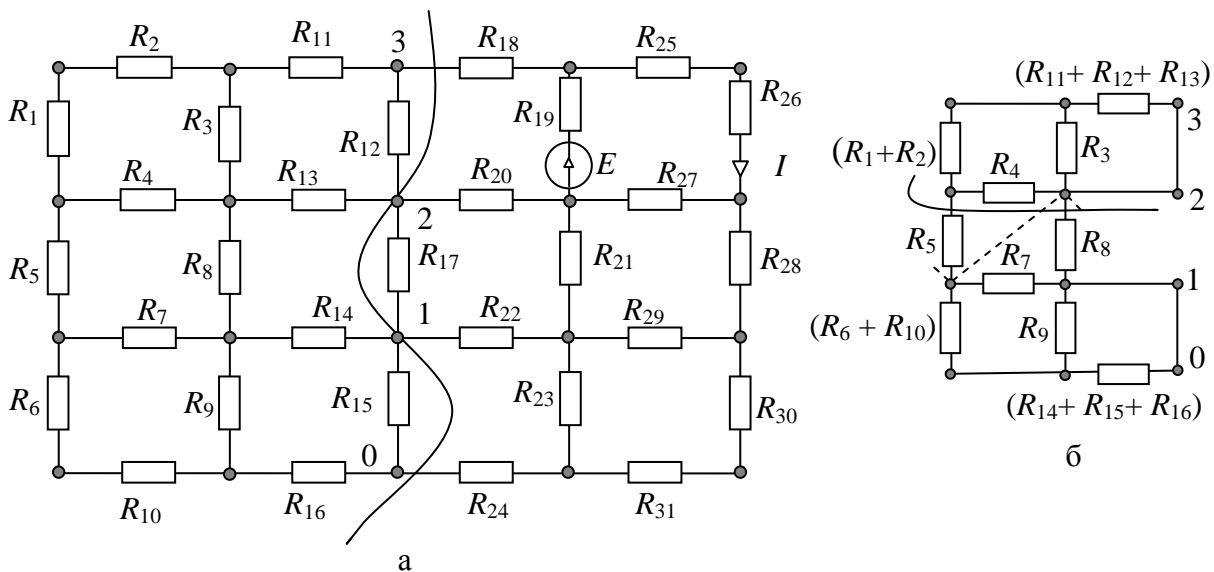 R2 R11 3 R18 R25
R1 R3 R12 R19 R26
E I
R4 R13 2 R20 R27
R5 R8 R17 R21 R28
R7 R14 1 R22 R29
R6 R9 R15 R23 R30
0
R10 R16 R24 R31
а
(R11+ R12 + R13)
3
(R1+R2) R3
R4 2
R5 R7 R8
1
(R6 + R10) R9
0
(R14+ R15+ R16)
б